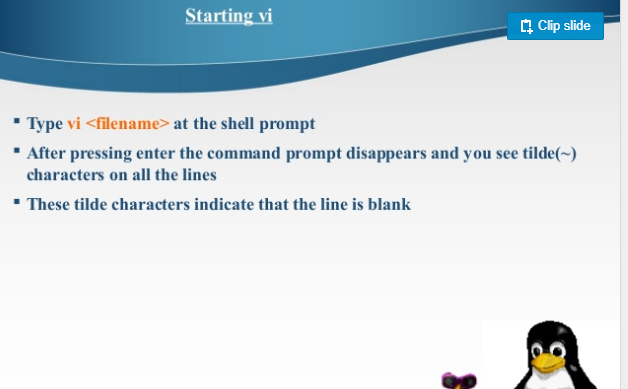 Starting vi
Clip slide
▪ Type vi <filename> at the shell prompt
▪ After pressing enter the command prompt disappears and you see tilde(~)
characters on all the lines
▪ These tilde characters indicate that the line is blank